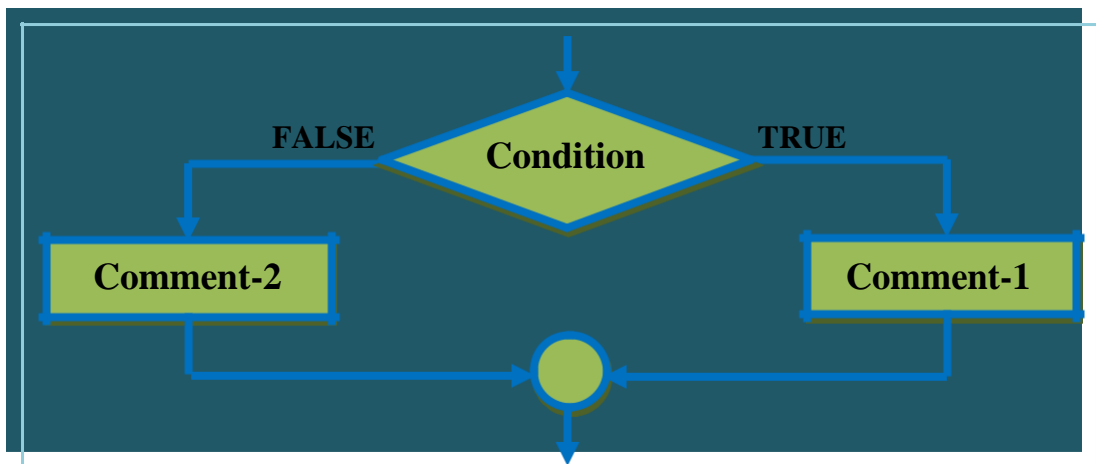 FALSE
Condition
TRUE
Comment-2
Comment-1